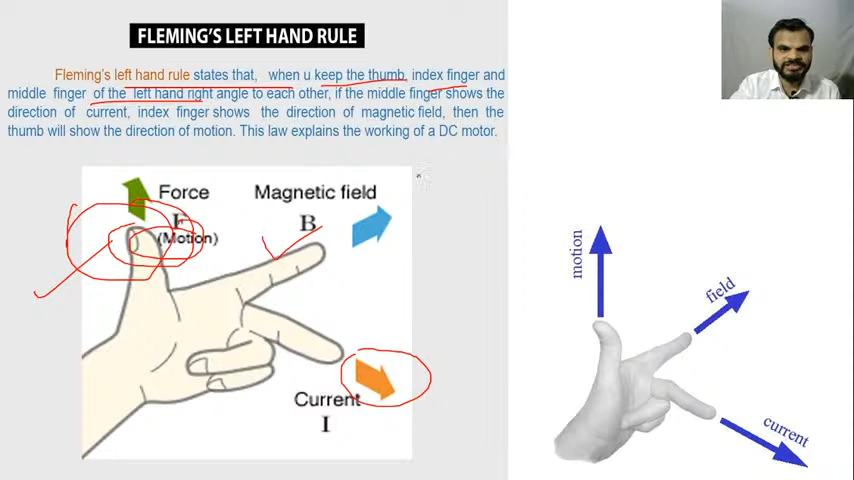 FLEMING'S LEFT HAND RULE
Fleming's left hand rule states that, when u keep the thumb, index finger and
middle finger of the left hand right angle to each other, if the middle finger shows the
direction of current, index finger shows the direction of magnetic field, then the
thumb will show the direction of motion. This law explains the working of a DC motor.
Force
F
(Motion)
Magnetic field
B
Current
I
motion
field
current